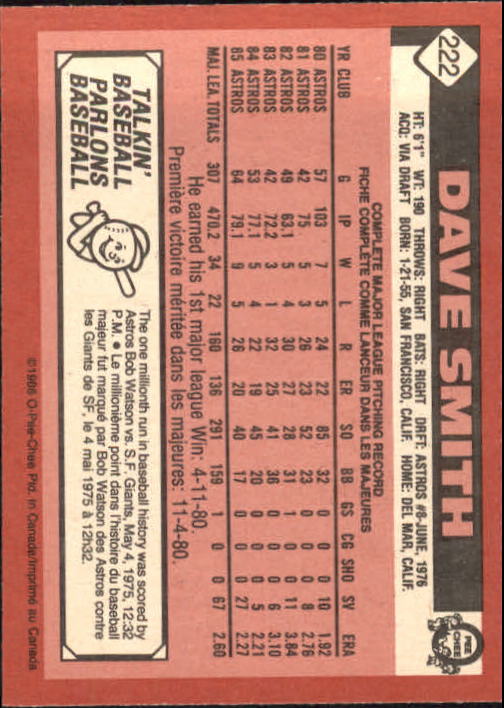 222
DAVE SMITH
O
PEE
CHEE
HT: 6'1" WT: 190 THROWS: RIGHT BATS: RIGHT DRFT: ASTROS #8-JUNE, 1976
ACQ: VIA DRAFT BORN: 1-21-55, SAN FRANCISCO, CALIF. HOME: DEL MAR, CALIF.
COMPLETE MAJOR LEAGUE PITCHING RECORD
FICHE COMPLÈTE COMME LANCEUR DANS LES MAJEURES
YR CLUB G IP W L R ER SO BB GS CG SHO SV ERA
80 ASTROS 57 103 7 5 24 22 85 32 0 0 0 10 1.92
81 ASTROS 42 75 5 3 26 23 52 23 0 0 0 8 2.76
82 ASTROS 49 63.1 5 4 30 27 28 31 1 0 0 11 3.84
83 ASTROS 42 72.2 3 1 32 25 41 36 0 0 0 6 3.10
84 ASTROS 53 77.1 5 4 22 19 45 20 0 0 0 5 2.21
85 ASTROS 64 79.1 9 5 26 20 40 17 0 0 0 27 2.27
MAJ. LEA. TOTALS 307 470.2 34 22 160 136 291 159 1 0 0 67 2.60
He earned his 1st major league Win: 4-11-80.
Première victoire méritée dans les majeures: 11-4-80.
TALKIN'
BASEBALL
PARLONS
BASEBALL
The one millionth run in baseball history was scored by
Astros Bob Watson vs. S.F. Giants, May 4, 1975, 12:32
P.M. ● Le millionième point dans l'histoire du baseball
majeur fut marqué par Bob Watson des Astros contre
les Giants de SF, le 4 mai 1975 à 12h32.
©1986 O-Pee-Chee Ptd. in Canada/Imprimé au Canada